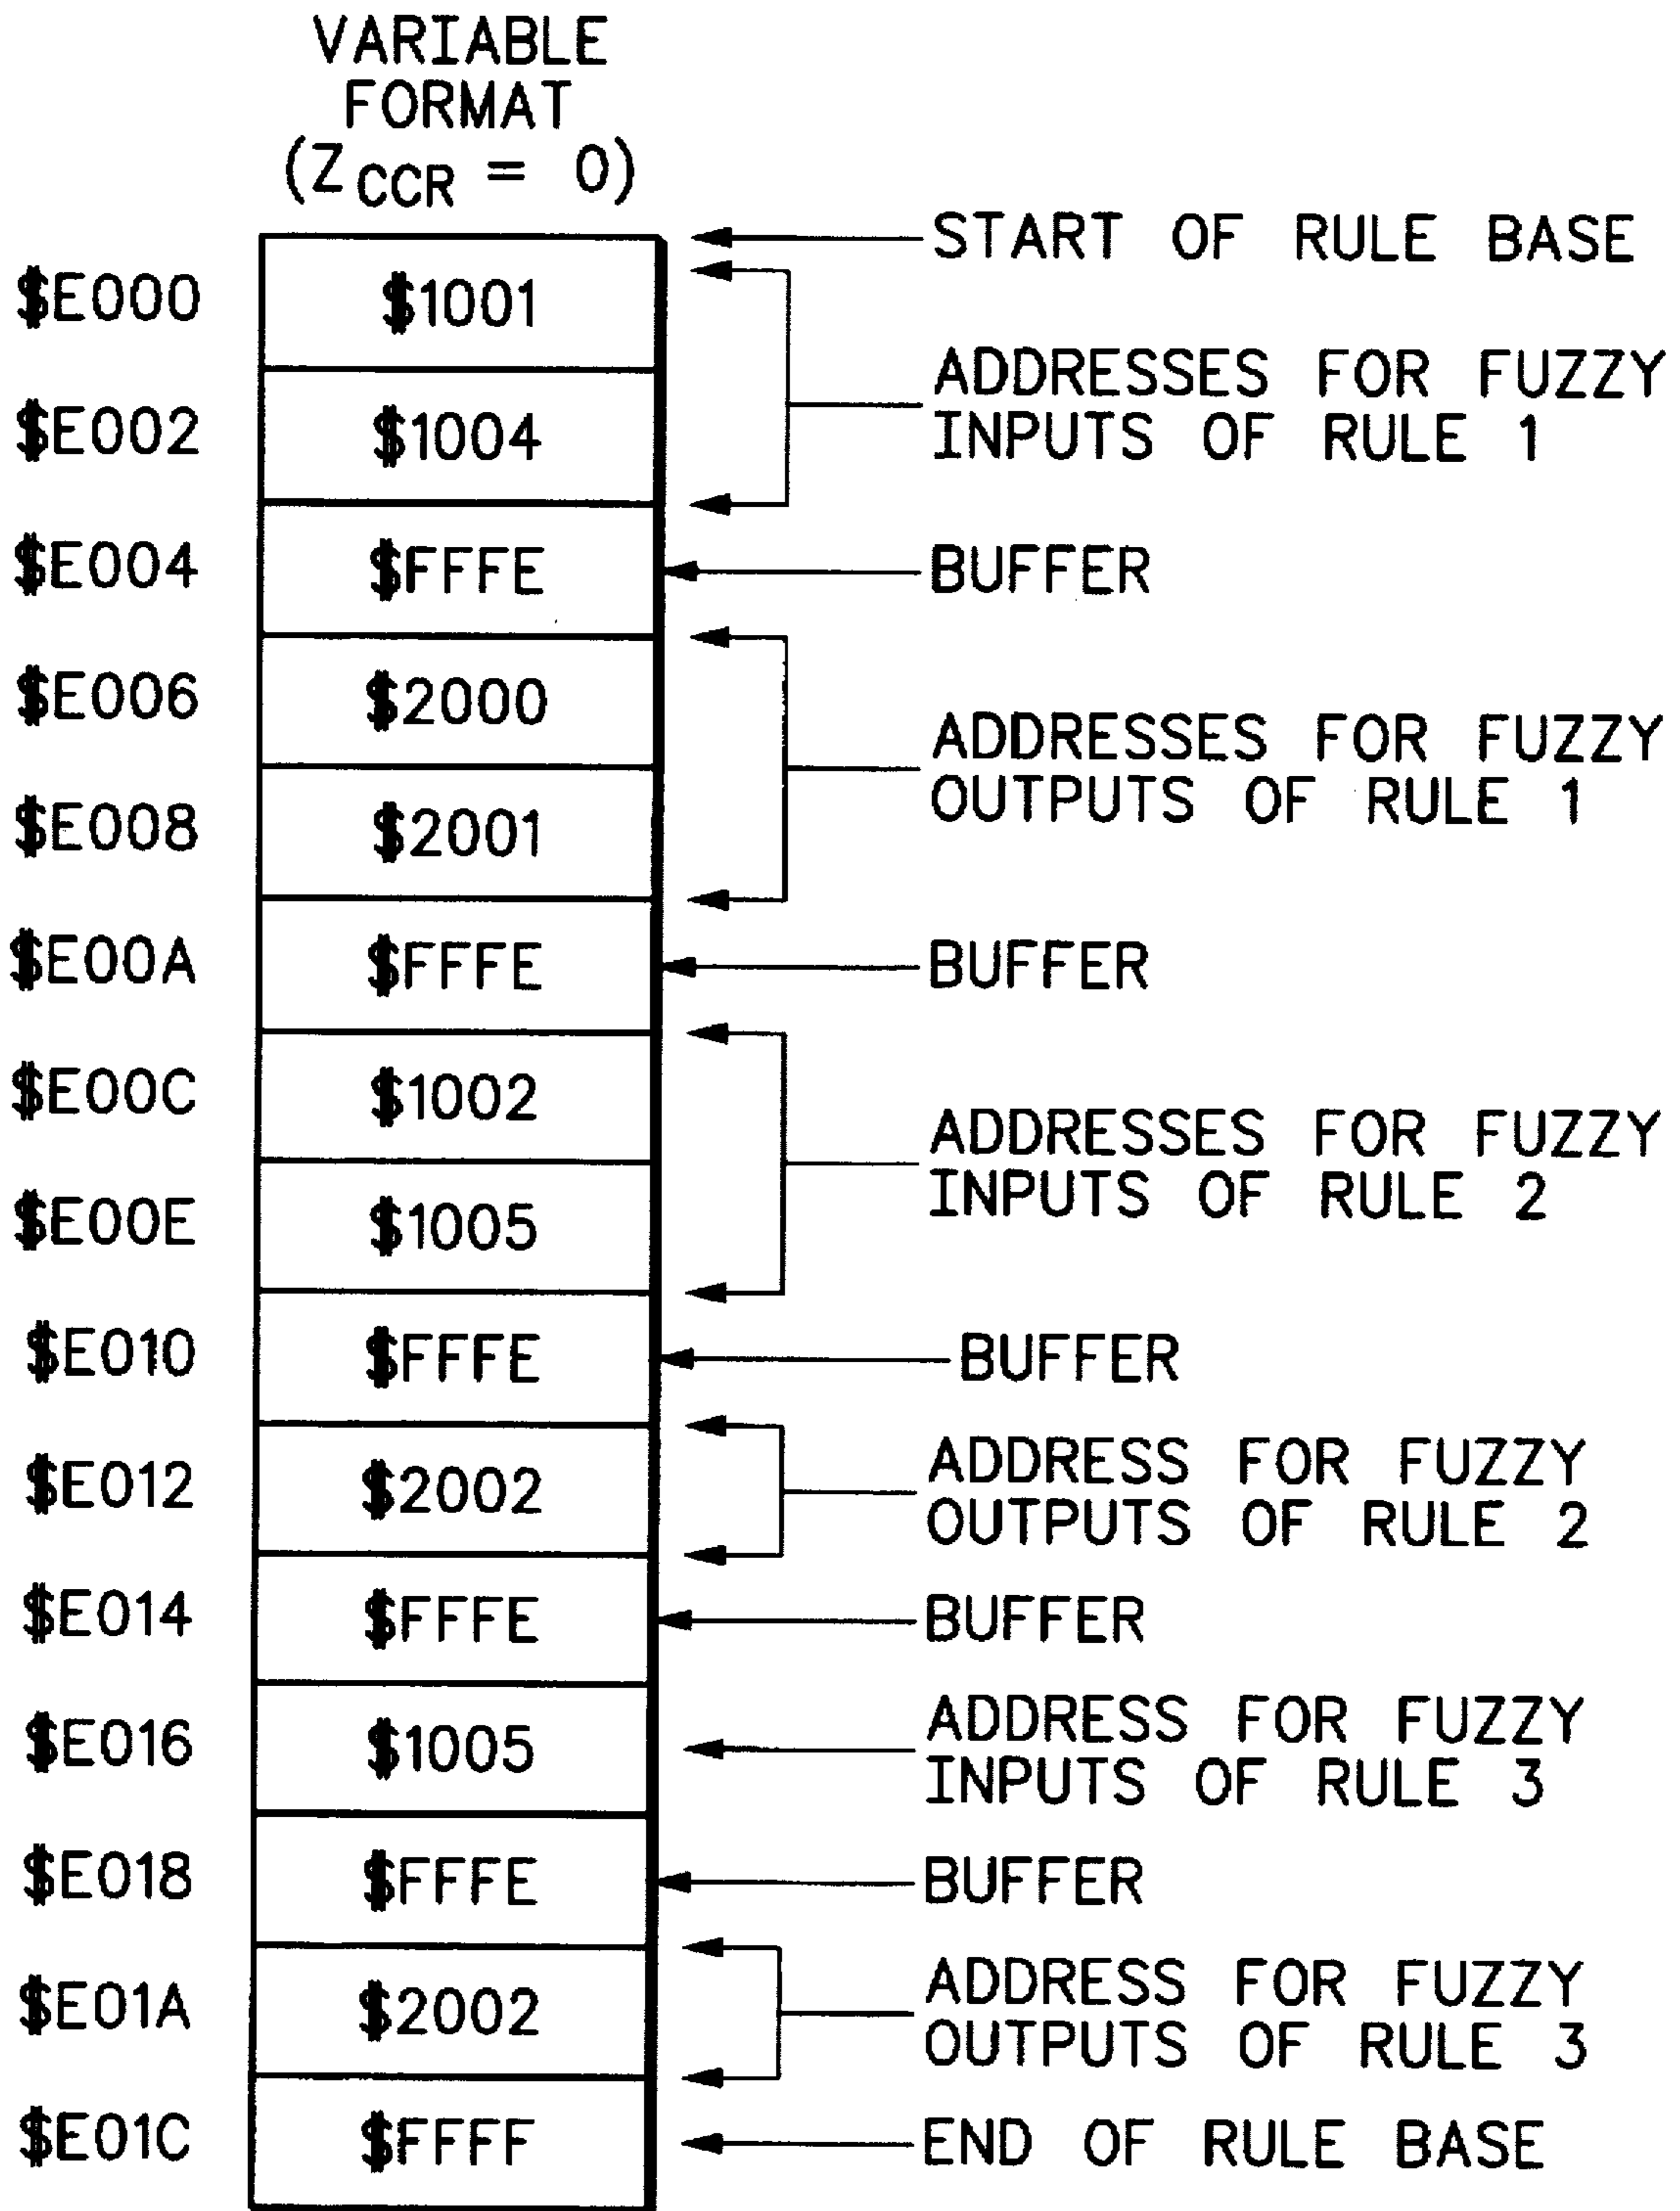 VARIABLE
FORMAT
(Z CCR = 0)
START OF RULE BASE
$E000 $1001
ADDRESSES FOR FUZZY
INPUTS OF RULE 1
$E002 $1004
$E004 $FFFE BUFFER
$E006 $2000
ADDRESSES FOR FUZZY
OUTPUTS OF RULE 1
$E008 $2001
$E00A $FFFE BUFFER
$E00C $1002
ADDRESSES FOR FUZZY
INPUTS OF RULE 2
$E00E $1005
$E010 $FFFE BUFFER
$E012 $2002
ADDRESS FOR FUZZY
OUTPUTS OF RULE 2
$E014 $FFFE BUFFER
$E016 $1005
ADDRESS FOR FUZZY
INPUTS OF RULE 3
$E018 $FFFE BUFFER
$E01A $2002
ADDRESS FOR FUZZY
OUTPUTS OF RULE 3
$E01C $FFFF END OF RULE BASE